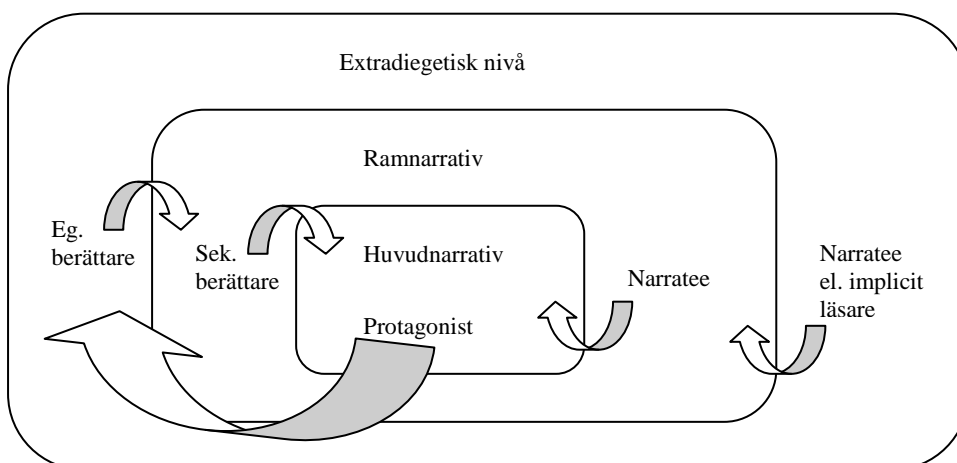 Extradiegetisk nivå
Ramnarrativ
Eg.
berättare
Sek.
berättare
Huvudnarrativ
Protagonist
Narratee
Narratee
el. implicit
läsare